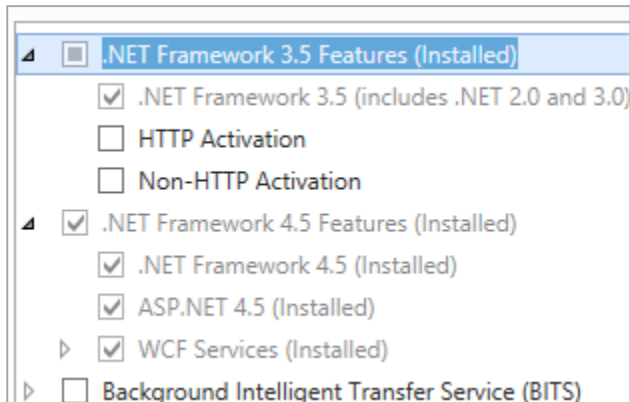 .NET Framework 3.5 Features (Installed)
.NET Framework 3.5 (includes .NET 2.0 and 3.0)
HTTP Activation
Non-HTTP Activation
.NET Framework 4.5 Features (Installed)
.NET Framework 4.5 (Installed)
ASP.NET 4.5 (Installed)
WCF Services (Installed)
Background Intelligent Transfer Service (BITS)